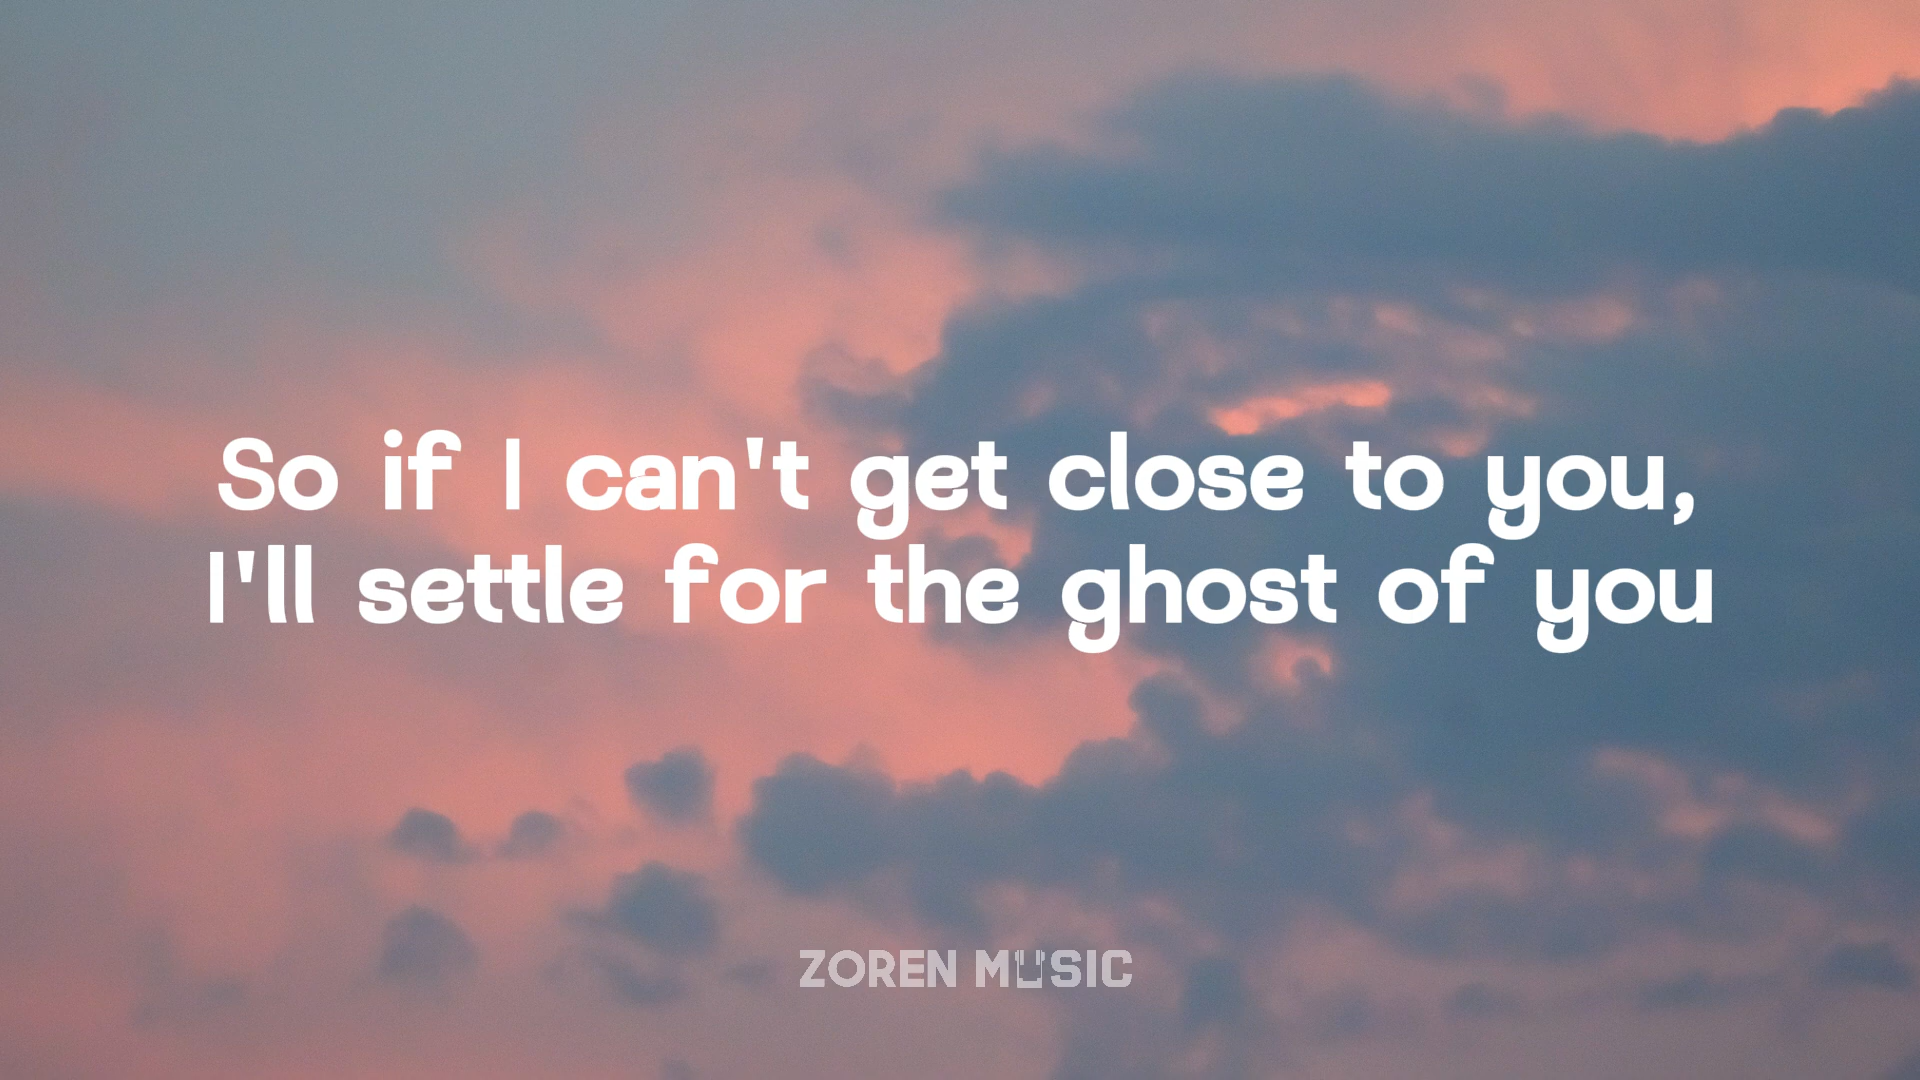 So if I can't get close to you,
I'll settle for the ghost of you
ZOREN MUSIC